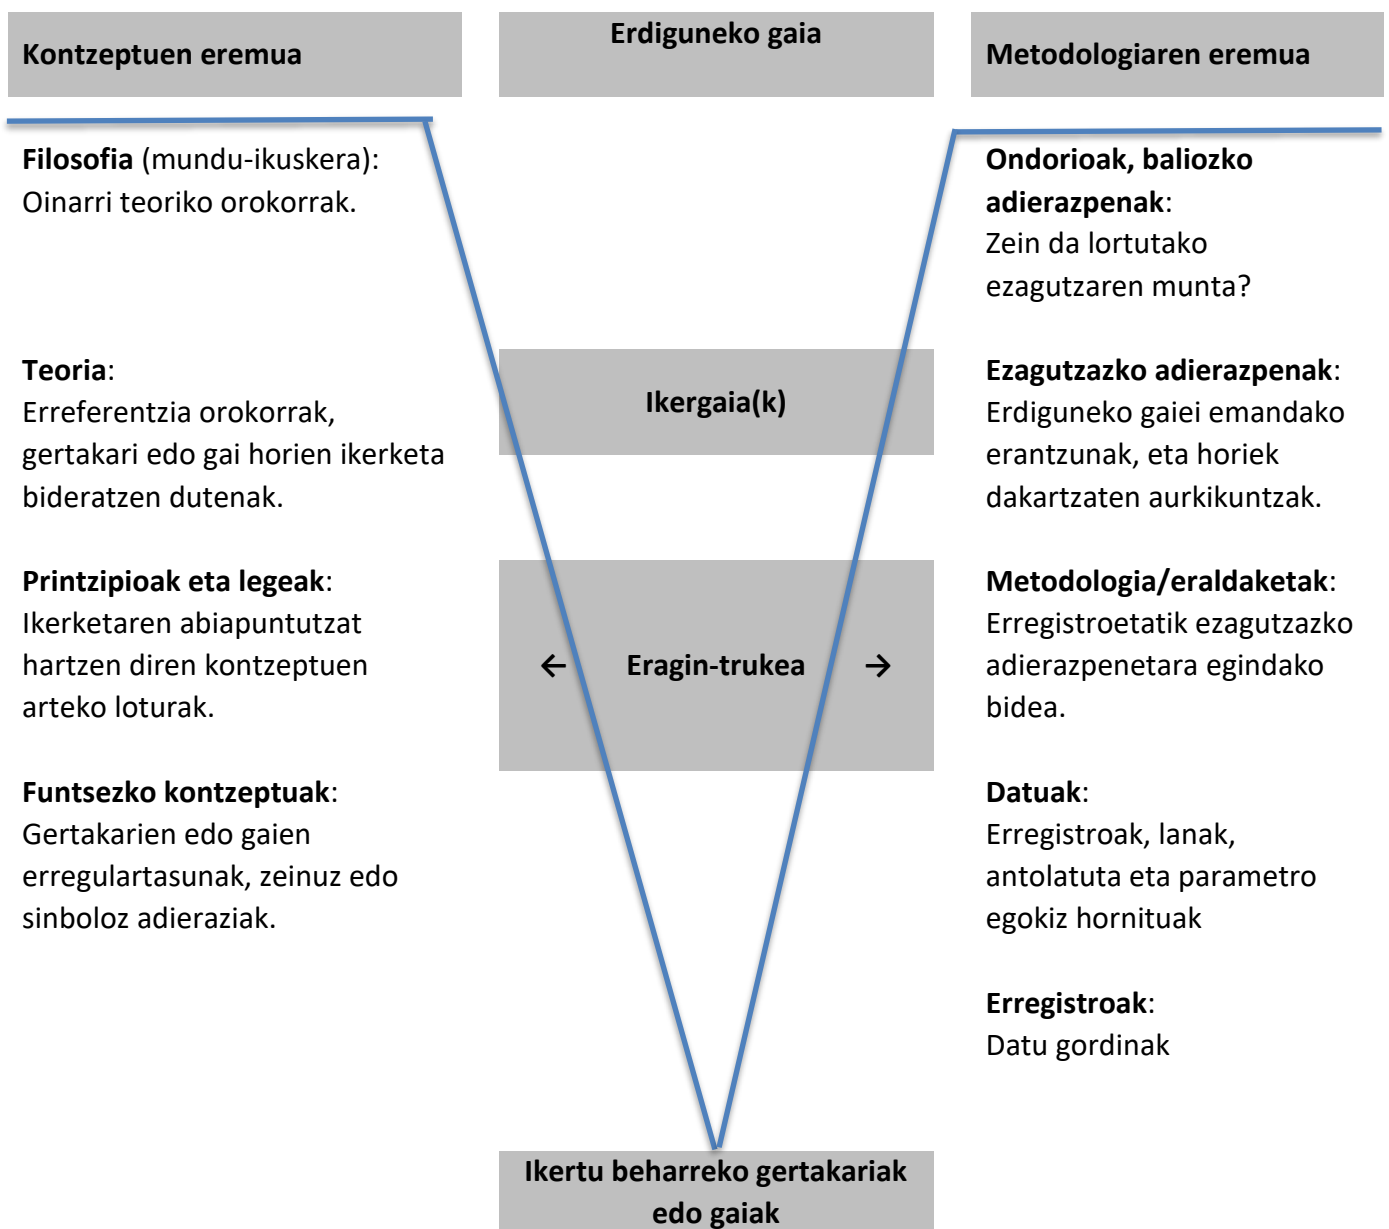 Kontzeptuen eremua
Erdiguneko gaia
Metodologiaren eremua
Filosofia (mundu-ikuskera):
Oinarri teoriko orokorrak.
Teoria:
Erreferentzia orokorrak,
gertakari edo gai horien ikerketa
bideratzen dutenak.
Printzipioak eta legeak:
Ikerketaren abiapuntutzat
hartzen diren kontzeptuen
arteko loturak.
Funtsezko kontzeptuak:
Gertakarien edo gaien
erregulartasunak, zeinuz edo
sinboloz adieraziak.
Ikergaia(k)
← Eragin-trukea →
Ikertu beharreko gertakariak
edo gaiak
Ondorioak, baliozko
adierazpenak:
Zein da lortutako
ezagutzaren munta?
Ezagutzazko adierazpenak:
Erdiguneko gaiei emandako
erantzunak, eta horiek
dakartzaten aurkikuntzak.
Metodologia/eraldaketak:
Erregistroetatik ezagutzazko
adierazpenetara egindako
bidea.
Datuak:
Erregistroak, lanak,
antolatuta eta parametro
egokiz hornituak
Erregistroak:
Datu gordinak